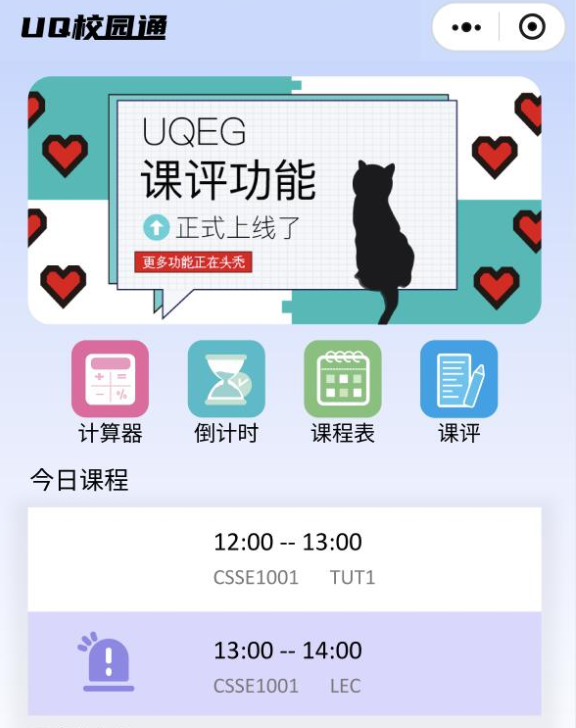 UQ校园通
UQEG
课评功能
正式上线了
更多功能正在头秃
计算器 倒计时 课程表 课评
今日课程
12:00 -- 13:00
CSSE1001 TUT1
13:00 -- 14:00
CSSE1001 LEC